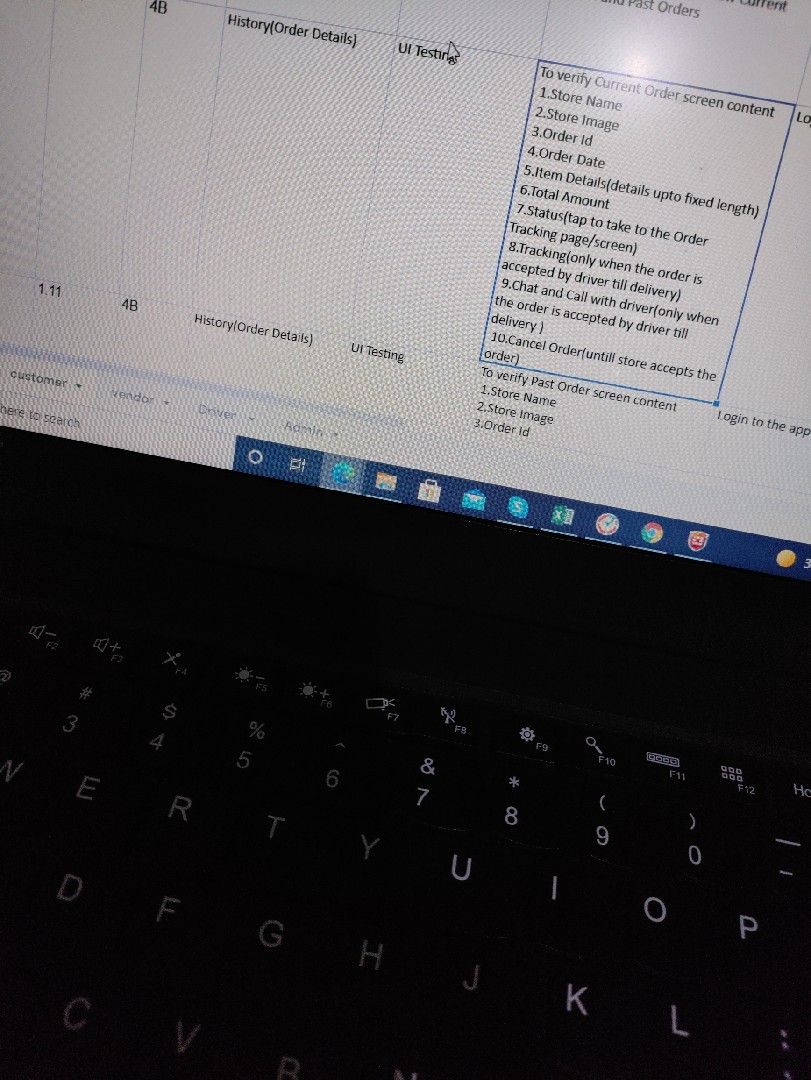 Current
and Past Orders
4B
History(Order Details)
UI Testing
To verify Current Order screen content
1.Store Name
2.Store Image
3.Order Id
4.Order Date
5.Item Details(details upto fixed length)
6.Total Amount
7.Status(tap to take to the Order
Tracking page/screen)
8.Tracking(only when the order is
accepted by driver till delivery)
9.Chat and Call with driver(only when
the order is accepted by driver till
delivery )
10.Cancel Order(untill store accepts the
order)
Lo
1.11
4B
History(Order Details)
UI Testing
To verify Past Order screen content
1.Store Name
2.Store Image
3.Order Id
Login to the app
customer
vendor
Driver
Admin
here to search
3
F2 F3 F4 F5 F6 F7 F8 F9 F10 F11 F12 Ho
@ # $ % ^ & * ( ) —
3 4 5 6 7 8 9 0 -
W E R T Y U I O P
D F G H J K L ;
C V B N